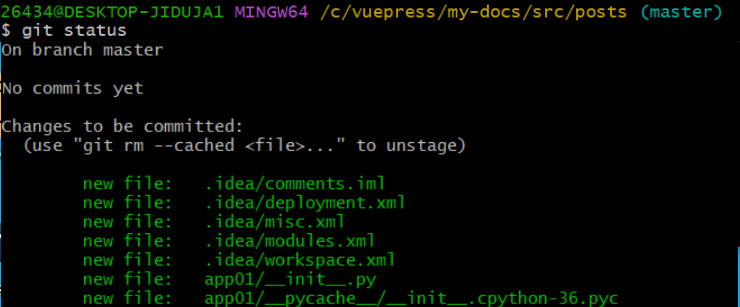 26434@DESKTOP-JIDUJA1 MINGW64 /c/vuepress/my-docs/src/posts (master)
$ git status
On branch master
No commits yet
Changes to be committed:
  (use "git rm --cached <file>..." to unstage)
        new file:   .idea/comments.iml
        new file:   .idea/deployment.xml
        new file:   .idea/misc.xml
        new file:   .idea/modules.xml
        new file:   .idea/workspace.xml
        new file:   app01/__init__.py
        new file:   app01/__pycache__/__init__.cpython-36.pyc